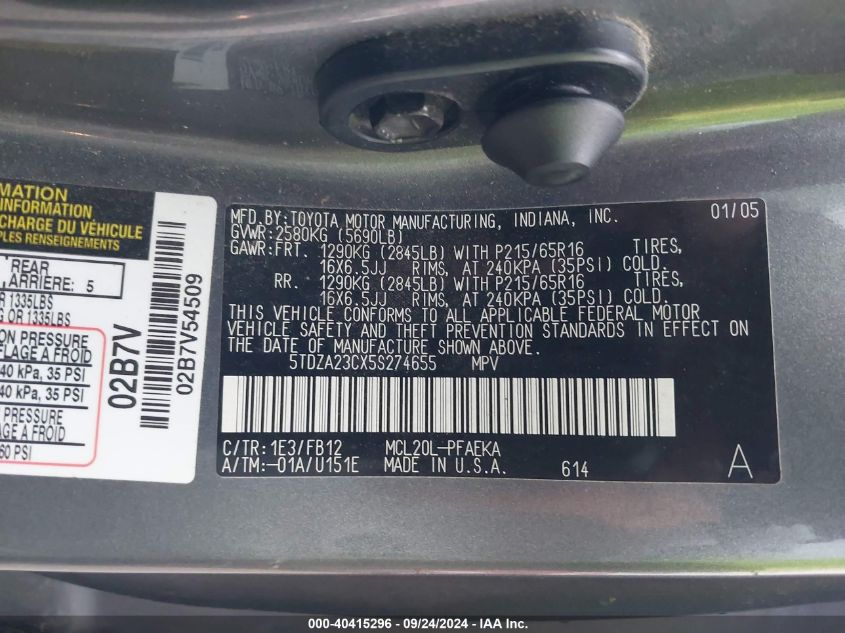 MATION
INFORMATION
CHARGE DU VÉHICULE
PLES RENSEIGNEMENTS
REAR
ARRIÈRE: 5
OR 1335LBS
G OR 1335LBS
ON PRESSURE
FLAGE A FROID
40 kPa, 35 PSI
40 kPa, 35 PSI
PRESSURE
FLAGE A FROID
60 PSI
02B7V
02B7V54509
MFD.BY:TOYOTA MOTOR MANUFACTURING, INDIANA, INC. 01/05
GVWR:2580KG (5690LB)
GAWR:FRT. 1290KG (2845LB) WITH P215/65R16 TIRES,
16X6.5JJ RIMS, AT 240KPA (35PSI) COLD.
RR. 1290KG (2845LB) WITH P215/65R16 TIRES,
16X6.5JJ RIMS, AT 240KPA (35PSI) COLD.
THIS VEHICLE CONFORMS TO ALL APPLICABLE FEDERAL MOTOR
VEHICLE SAFETY AND THEFT PREVENTION STANDARDS IN EFFECT ON
THE DATE OF MANUFACTURE SHOWN ABOVE.
5TDZA23CX5S274655 MPV
C/TR: 1E3/FB12 MCL20L-PFAEKA
A/TM:-01A/U151E MADE IN U.S.A. 614 A
000-40415296 - 09/24/2024 - IAA Inc.